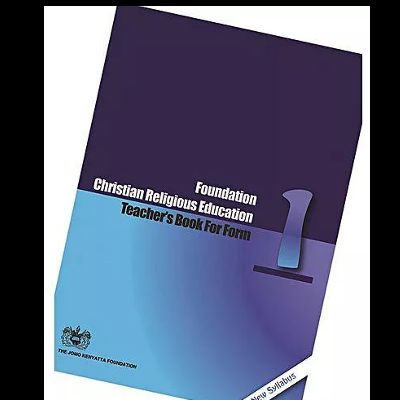 Foundation
Christian Religious Education
Teacher's Book For Form
1
THE JOMO KENYATTA FOUNDATION
New Syllabus